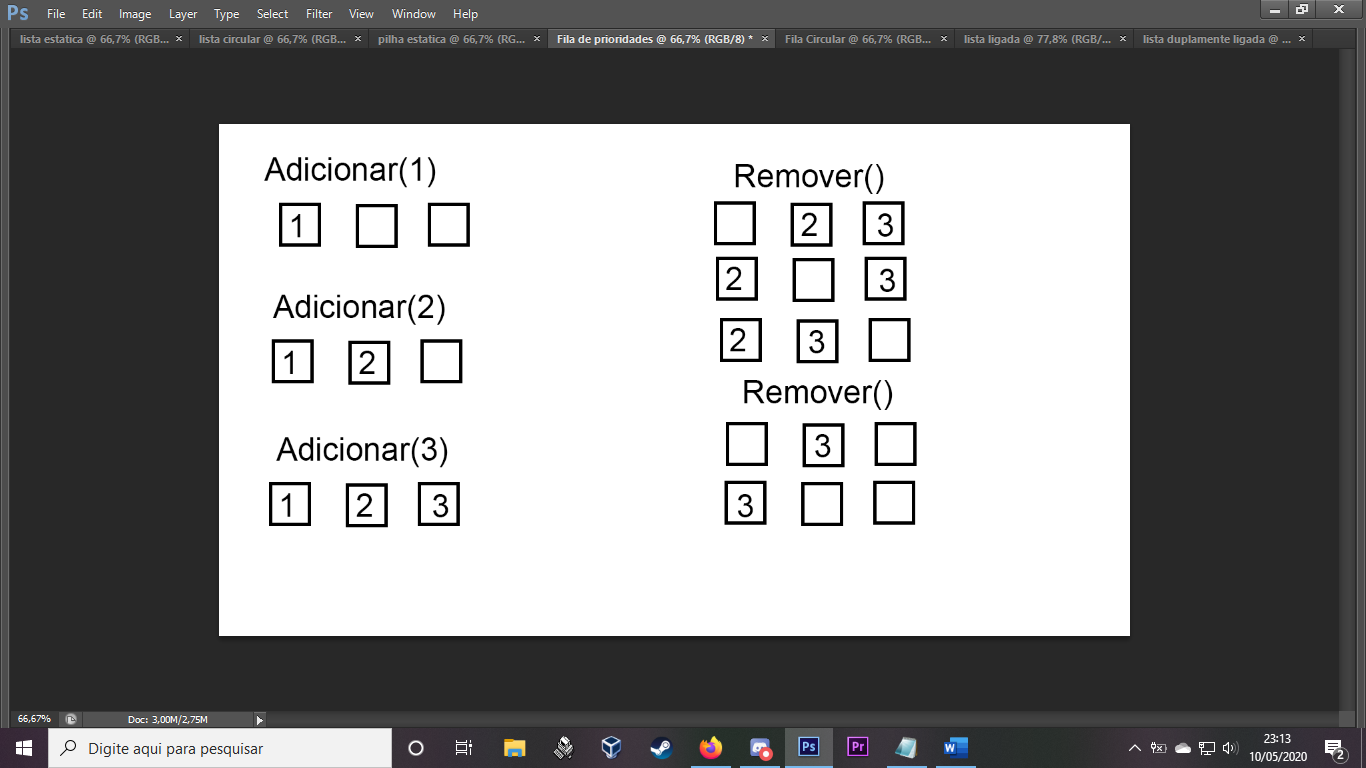 Ps File Edit Image Layer Type Select Filter View Window Help
lista estatica @ 66,7% (RGB... × lista circular @ 66,7% (RGB... × pilha estatica @ 66,7% (RG... × Fila de prioridades @ 66,7% (RGB/8) * × Fila Circular @ 66,7% (RGB... × lista ligada @ 77,8% (RGB/... × lista duplamente ligada @ ... ×
Adicionar(1)
1
Adicionar(2)
1 2
Adicionar(3)
1 2 3
Remover()
2 3
2 3
2 3
Remover()
3
3
66,67% Doc: 3,00M/2,75M
Digite aqui para pesquisar
Ps Pr
23:13
10/05/2020
2